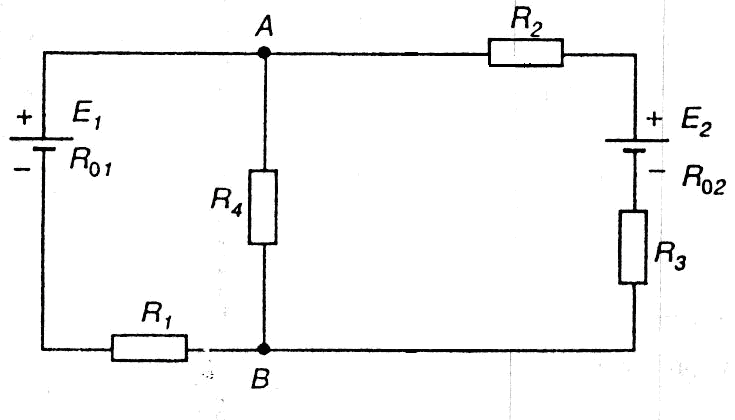 A
R2
+ E1
− R01
+ E2
− R02
R4
R3
R1
B